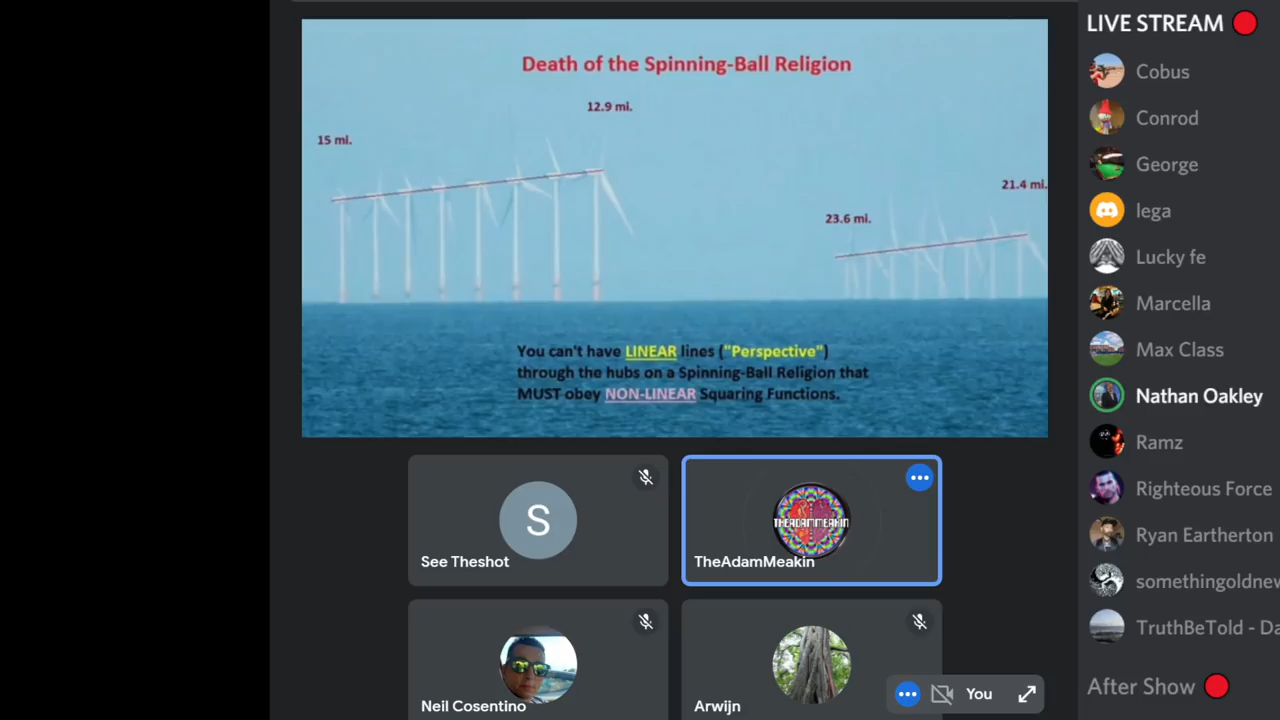 LIVE STREAM
Death of the Spinning-Ball Religion
12.9 mi.
15 mi.
21.4 mi.
23.6 mi.
You can't have LINEAR lines ("Perspective")
through the hubs on a Spinning-Ball Religion that
MUST obey NON-LINEAR Squaring Functions.
S
See Theshot
THEADAMMEAKIN
TheAdamMeakin
Neil Cosentino
Arwijn
You
Cobus
Conrod
George
lega
Lucky fe
Marcella
Max Class
Nathan Oakley
Ramz
Righteous Force
Ryan Eartherton
somethingoldnew
TruthBeTold - Da
After Show